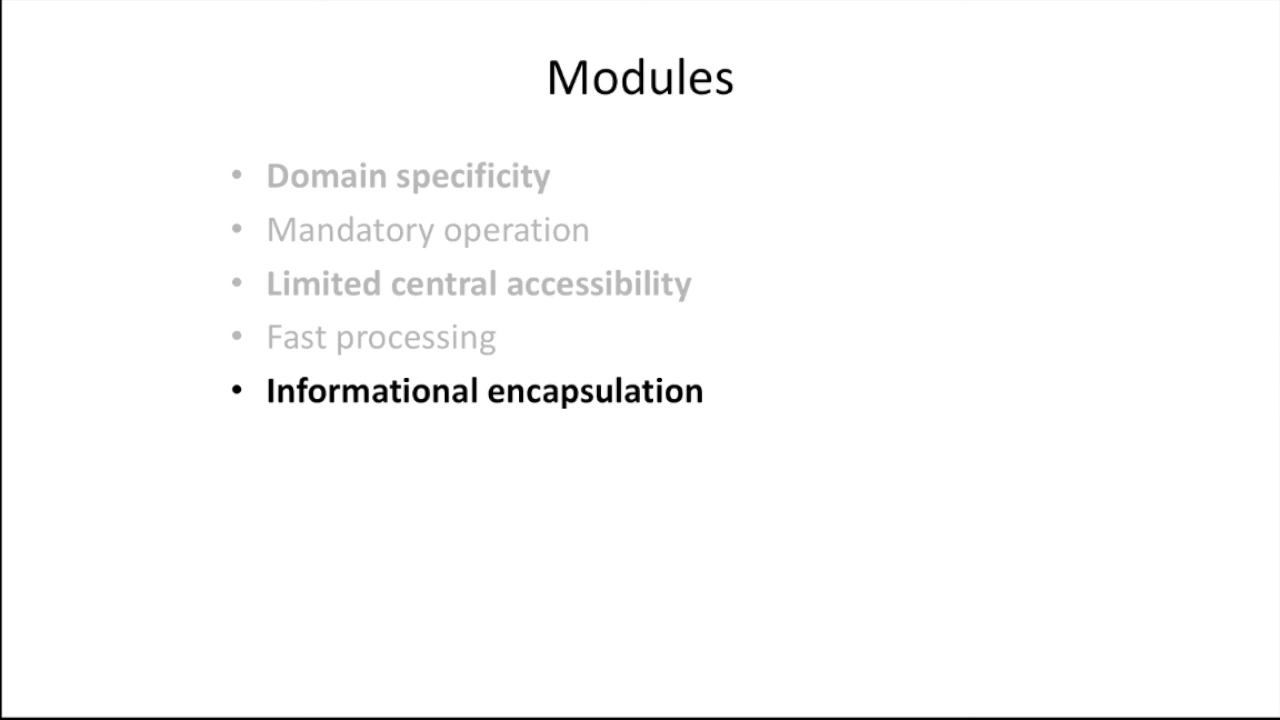 Modules
• Domain specificity
• Mandatory operation
• Limited central accessibility
• Fast processing
• Informational encapsulation